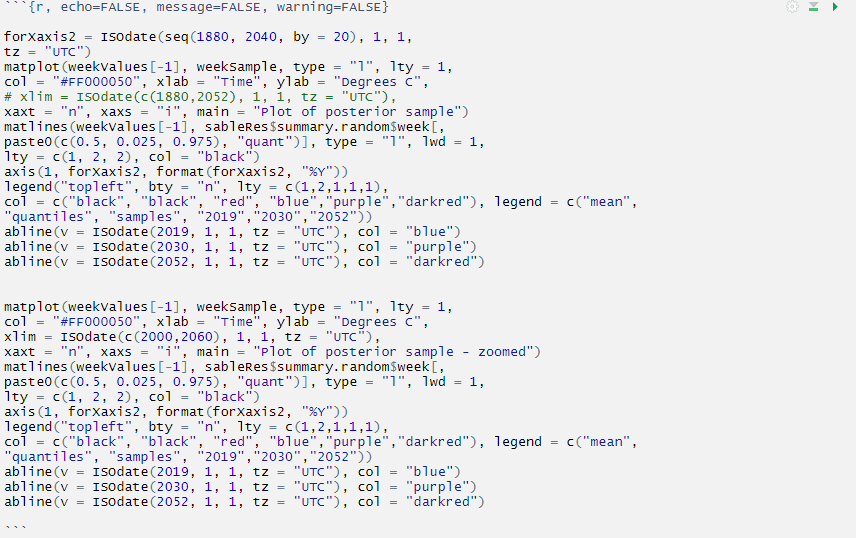 ```{r, echo=FALSE, message=FALSE, warning=FALSE}
forXaxis2 = ISOdate(seq(1880, 2040, by = 20), 1, 1,
tz = "UTC")
matplot(weekValues[-1], weekSample, type = "l", lty = 1,
col = "#FF000050", xlab = "Time", ylab = "Degrees C",
# xlim = ISOdate(c(1880,2052), 1, 1, tz = "UTC"),
xaxt = "n", xaxs = "i", main = "Plot of posterior sample")
matlines(weekValues[-1], sableRes$summary.random$week[,
paste0(c(0.5, 0.025, 0.975), "quant")], type = "l", lwd = 1,
lty = c(1, 2, 2), col = "black")
axis(1, forXaxis2, format(forXaxis2, "%Y"))
legend("topleft", bty = "n", lty = c(1,2,1,1,1),
col = c("black", "black", "red", "blue","purple","darkred"), legend = c("mean",
"quantiles", "samples", "2019","2030","2052"))
abline(v = ISOdate(2019, 1, 1, tz = "UTC"), col = "blue")
abline(v = ISOdate(2030, 1, 1, tz = "UTC"), col = "purple")
abline(v = ISOdate(2052, 1, 1, tz = "UTC"), col = "darkred")
matplot(weekValues[-1], weekSample, type = "l", lty = 1,
col = "#FF000050", xlab = "Time", ylab = "Degrees C",
xlim = ISOdate(c(2000,2060), 1, 1, tz = "UTC"),
xaxt = "n", xaxs = "i", main = "Plot of posterior sample - zoomed")
matlines(weekValues[-1], sableRes$summary.random$week[,
paste0(c(0.5, 0.025, 0.975), "quant")], type = "l", lwd = 1,
lty = c(1, 2, 2), col = "black")
axis(1, forXaxis2, format(forXaxis2, "%Y"))
legend("topleft", bty = "n", lty = c(1,2,1,1,1),
col = c("black", "black", "red", "blue","purple","darkred"), legend = c("mean",
"quantiles", "samples", "2019","2030","2052"))
abline(v = ISOdate(2019, 1, 1, tz = "UTC"), col = "blue")
abline(v = ISOdate(2030, 1, 1, tz = "UTC"), col = "purple")
abline(v = ISOdate(2052, 1, 1, tz = "UTC"), col = "darkred")
```